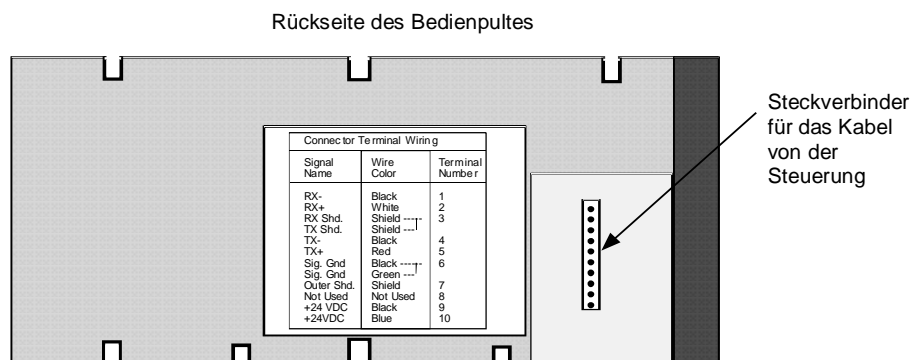 Rückseite des Bedienpultes
Steckverbinder
für das Kabel
von der
Steuerung
Connector Terminal Wiring
Signal Name Wire Color Terminal Number
RX- Black 1
RX+ White 2
RX Shd. Shield 3
TX Shd. Shield
TX- Black 4
TX+ Red 5
Sig. Gnd Black 6
Sig. Gnd Green
Outer Shd. Shield 7
Not Used Not Used 8
+24 VDC Black 9
+24VDC Blue 10